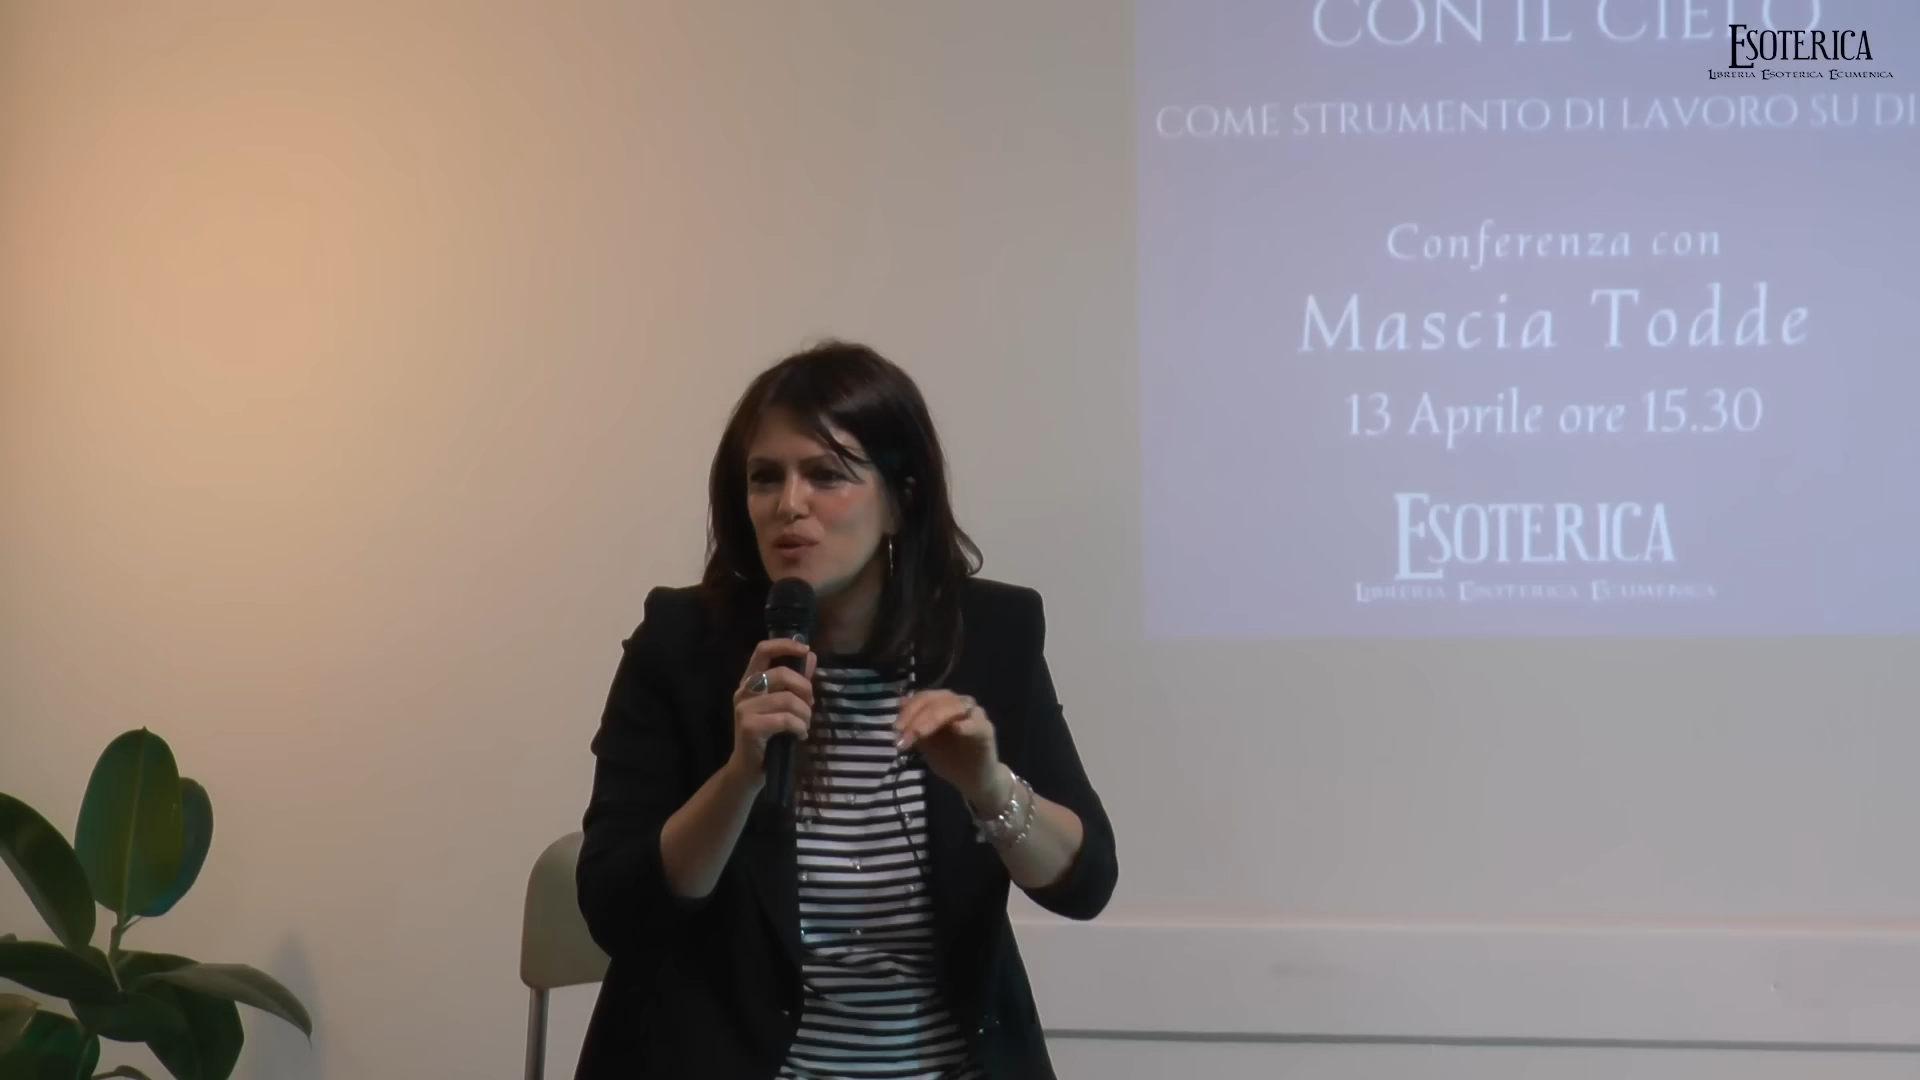 CON IL CIELO
COME STRUMENTO DI LAVORO SU DI
Conferenza con
Mascia Todde
13 Aprile ore 15.30
ESOTERICA
LIBRERIA ESOTERICA ECUMENICA
ESOTERICA
LIBRERIA ESOTERICA ECUMENICA